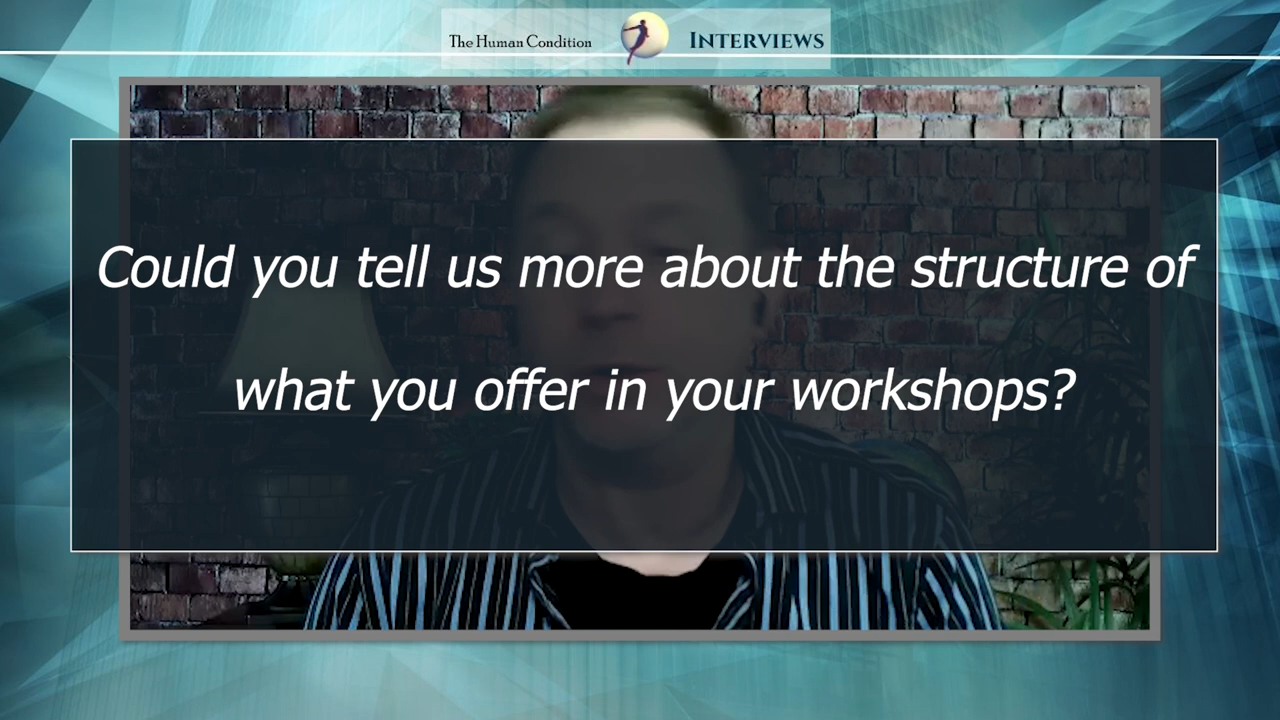 The Human Condition INTERVIEWS
Could you tell us more about the structure of
what you offer in your workshops?